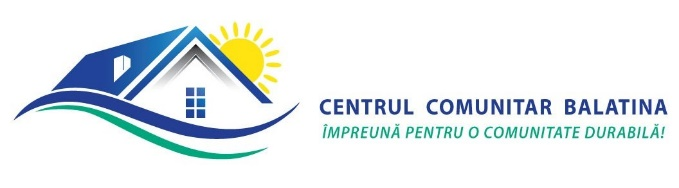 CENTRUL COMUNITAR BALATINA
ÎMPREUNĂ PENTRU O COMUNITATE DURABILĂ!